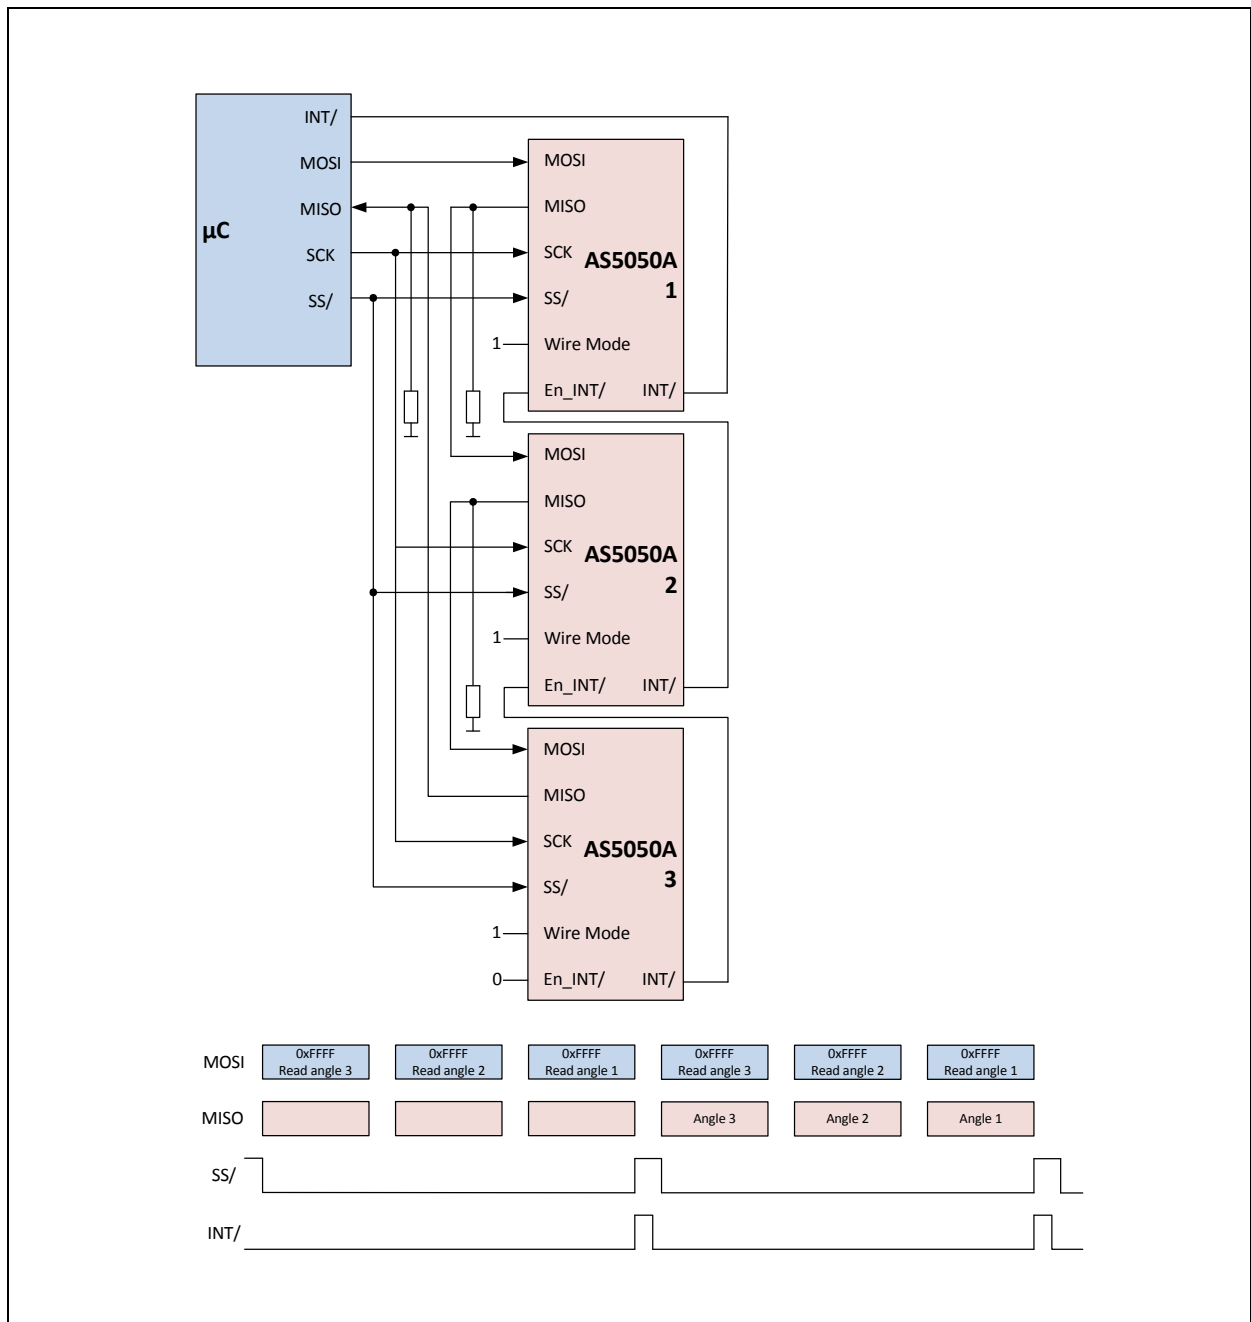 µC
INT/
MOSI
MISO
SCK
SS/
MOSI
MISO
SCK
AS5050A
1
SS/
1
Wire Mode
En_INT/ INT/
MOSI
MISO
SCK
AS5050A
2
SS/
1
Wire Mode
En_INT/ INT/
MOSI
MISO
SCK
AS5050A
3
SS/
1
Wire Mode
0
En_INT/ INT/
MOSI
0xFFFF
Read angle 3
0xFFFF
Read angle 2
0xFFFF
Read angle 1
0xFFFF
Read angle 3
0xFFFF
Read angle 2
0xFFFF
Read angle 1
MISO
Angle 3
Angle 2
Angle 1
SS/
INT/